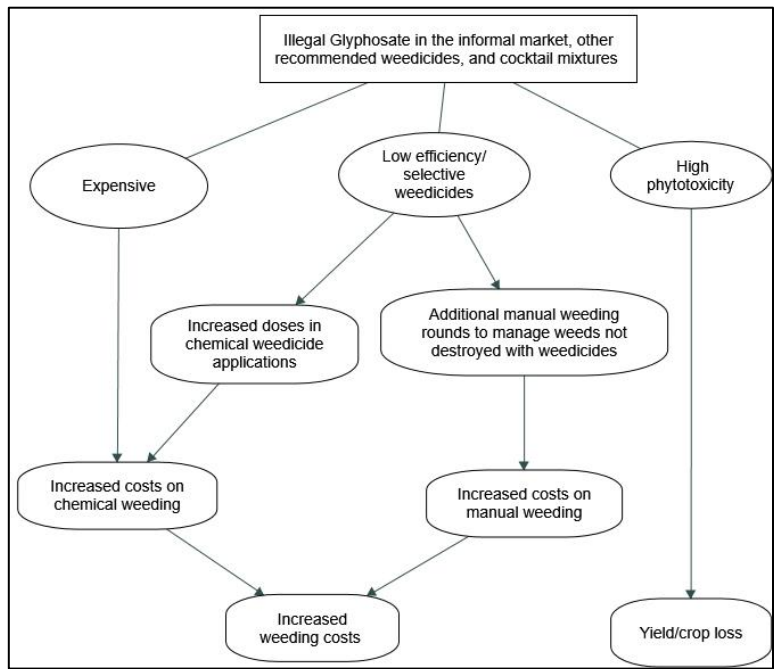 Illegal Glyphosate in the informal market, other
recommended weedicides, and cocktail mixtures
Expensive
Low efficiency/
selective
weedicides
High
phytotoxicity
Increased doses in
chemical weedicide
applications
Additional manual weeding
rounds to manage weeds not
destroyed with weedicides
Increased costs on
chemical weeding
Increased costs on
manual weeding
Increased
weeding costs
Yield/crop loss